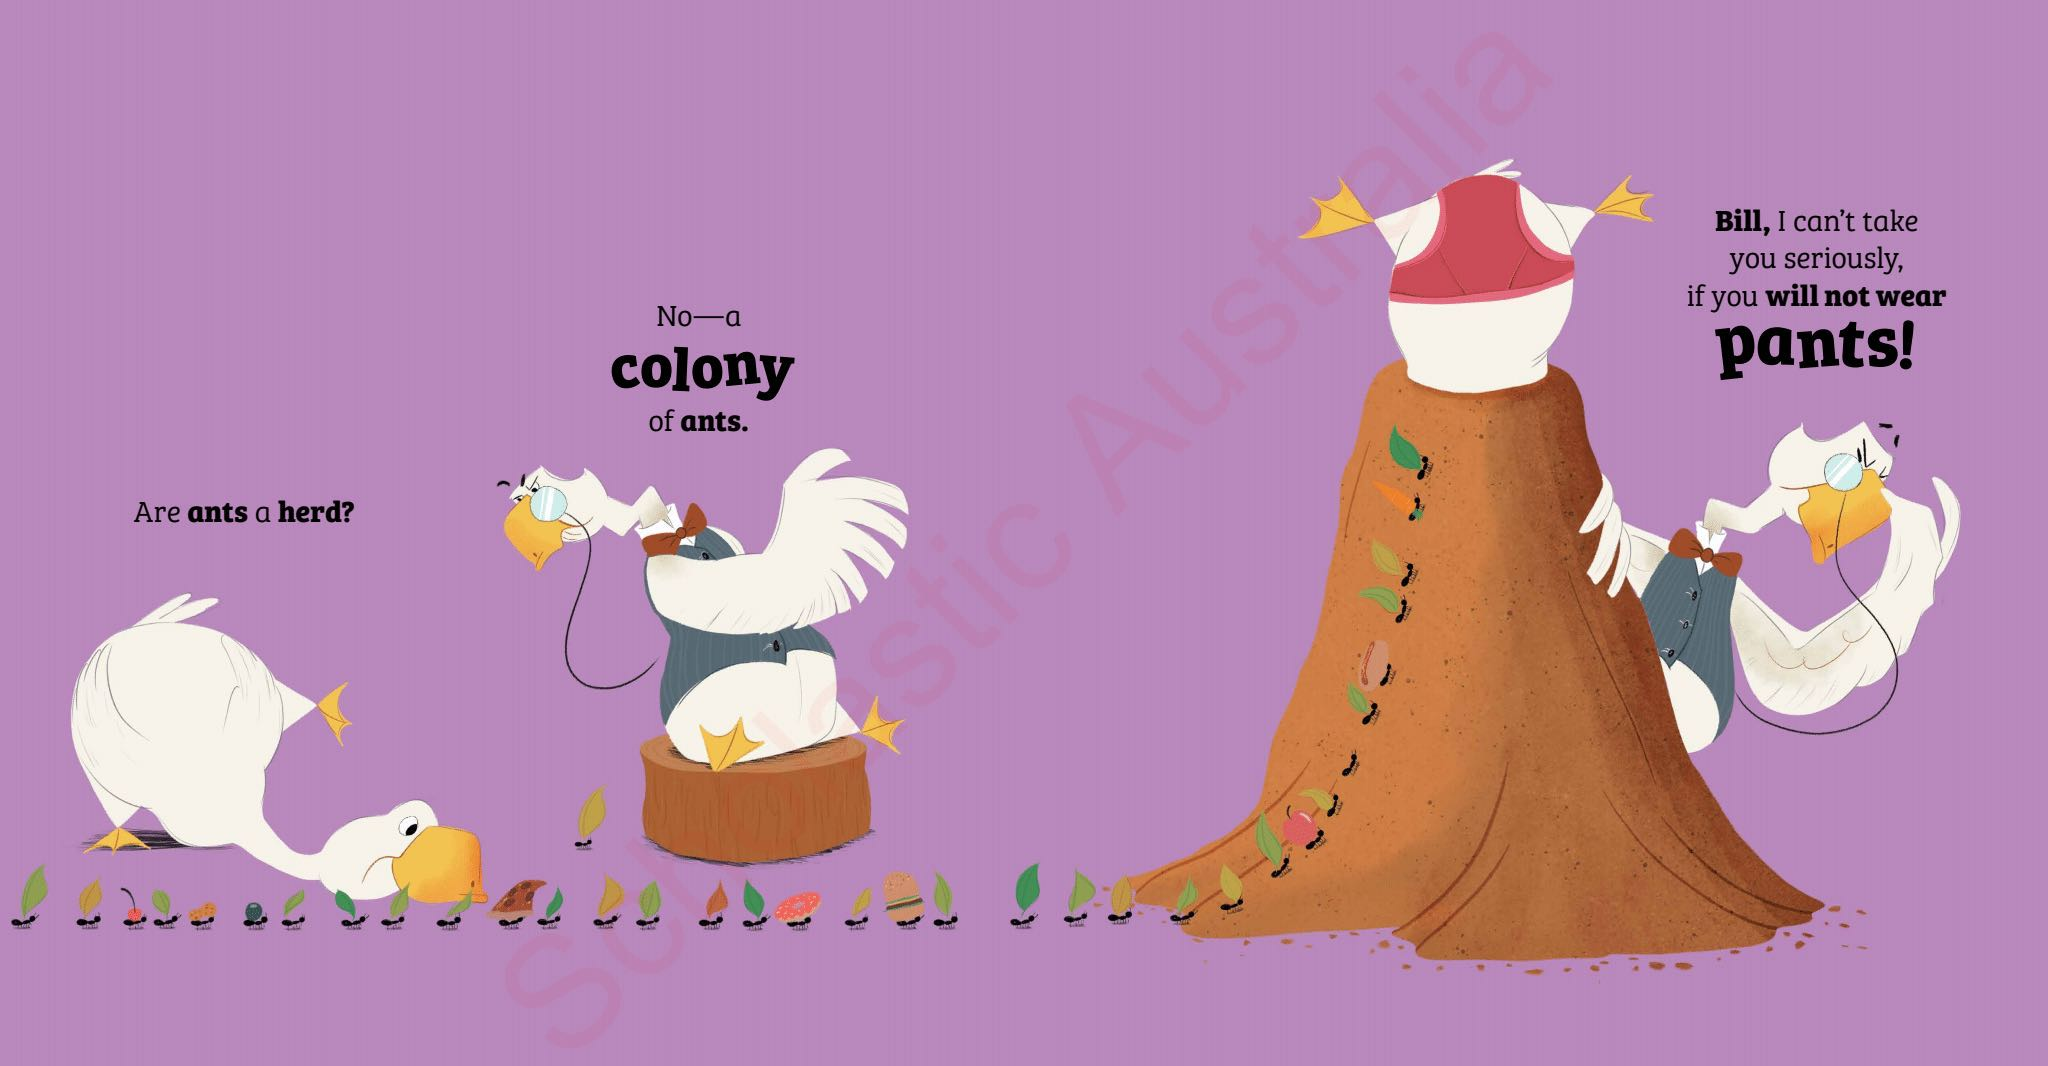 Are ants a herd?
No—a
colony
of ants.
Bill, I can't take
you seriously,
if you will not wear
pants!
Scholastic Australia